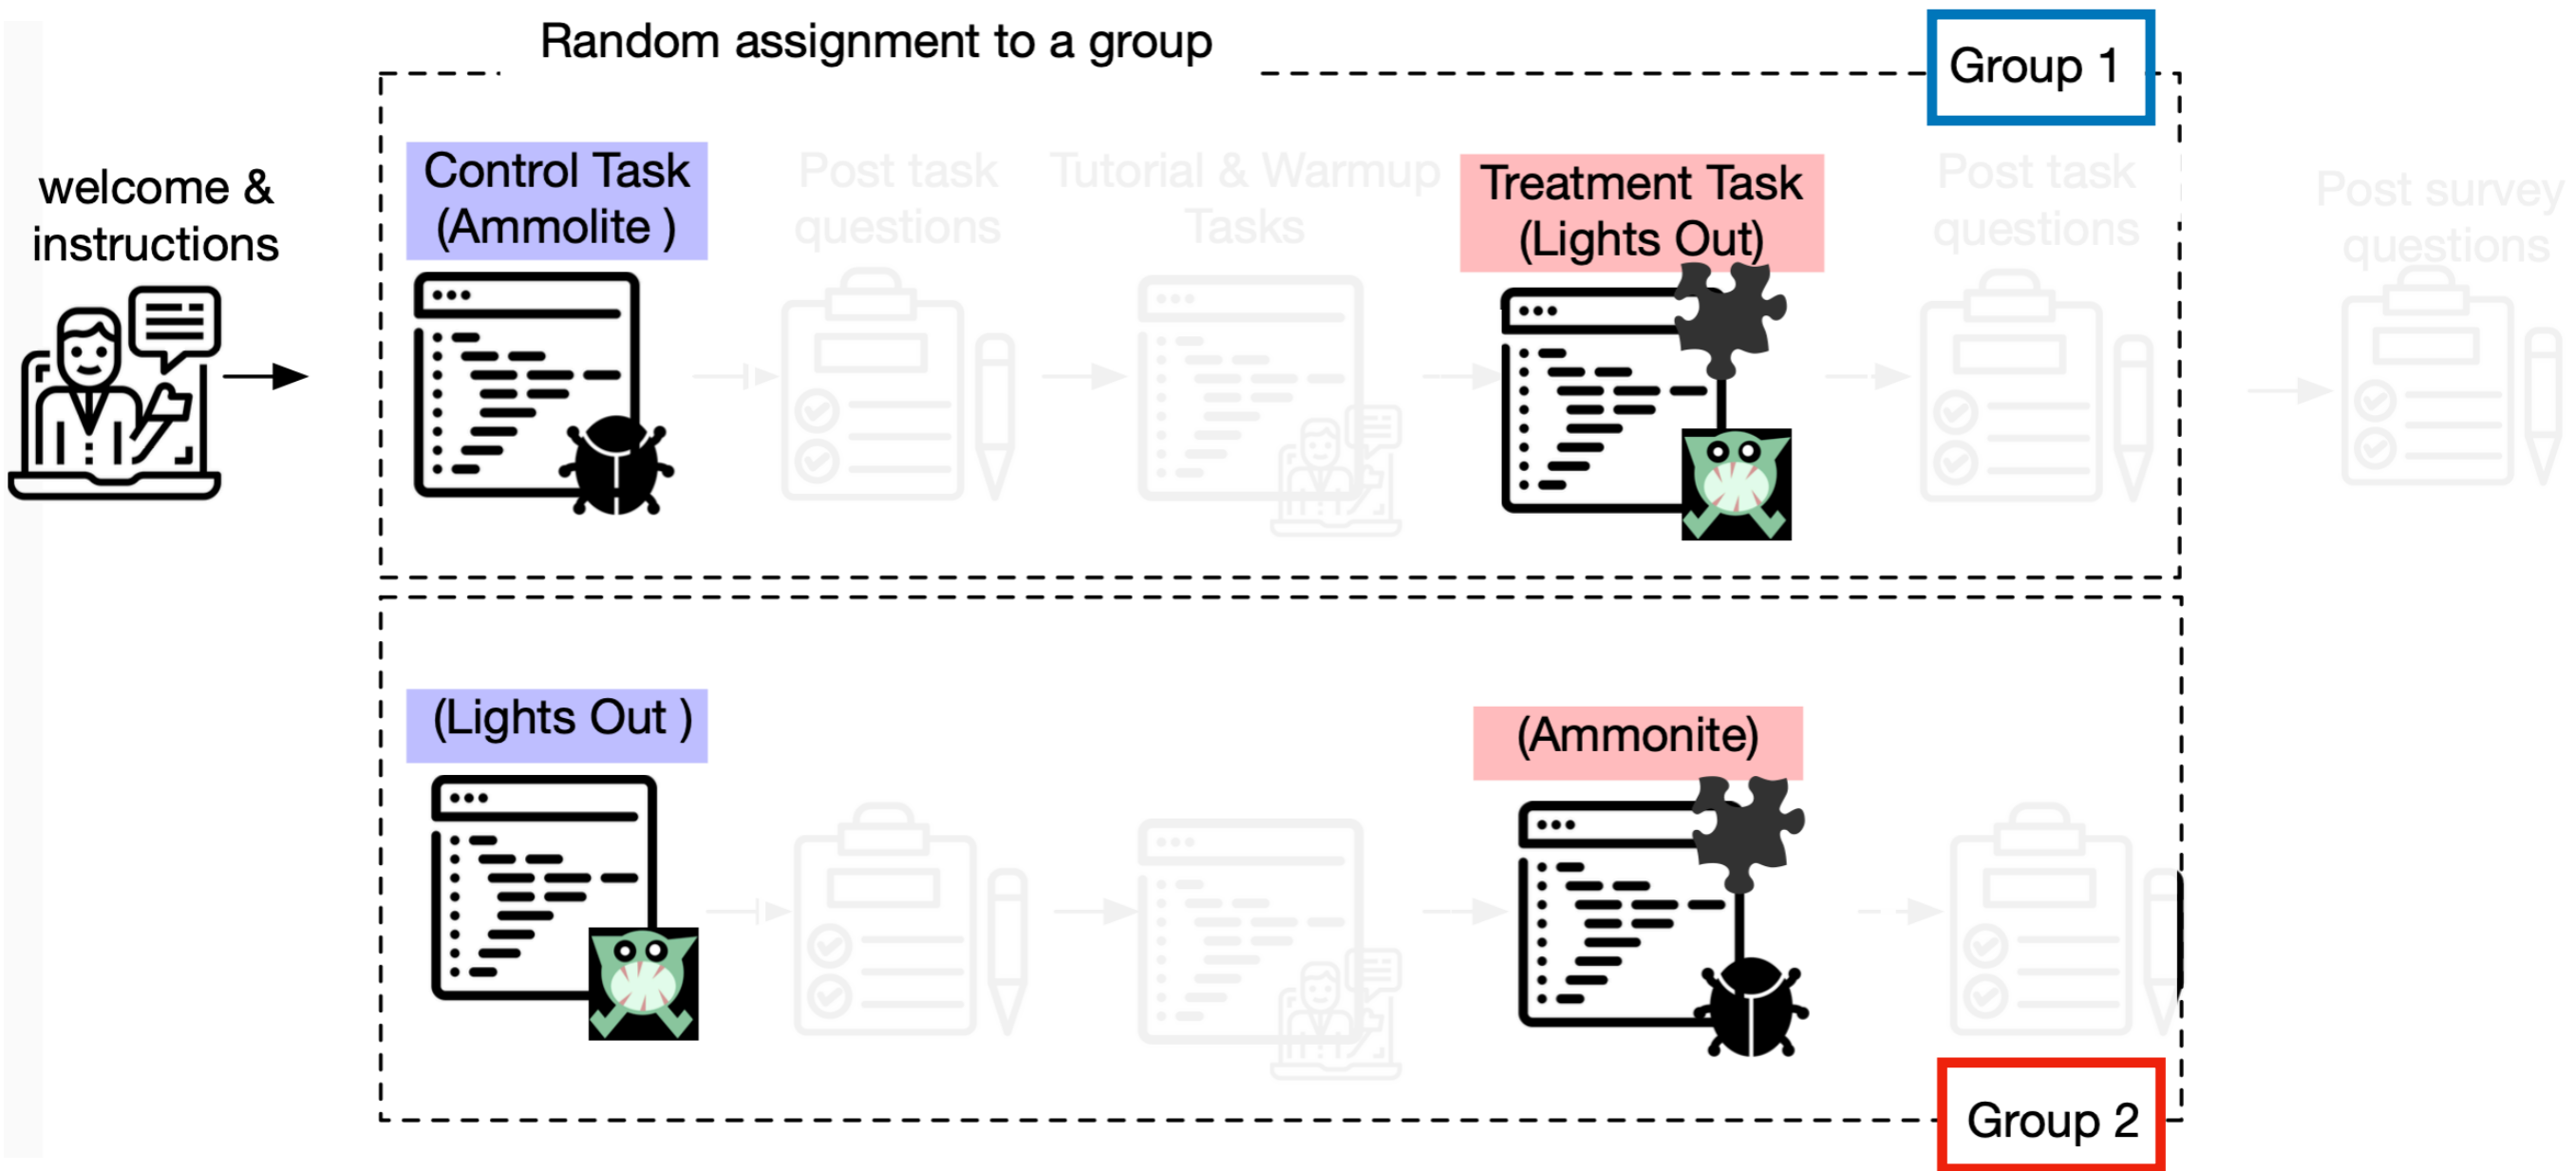 Random assignment to a group
Group 1
welcome &
instructions
Control Task
(Ammolite )
Post task
questions
Tutorial & Warmup
Tasks
Treatment Task
(Lights Out)
Post task
questions
Post survey
questions
(Lights Out )
(Ammonite)
Group 2